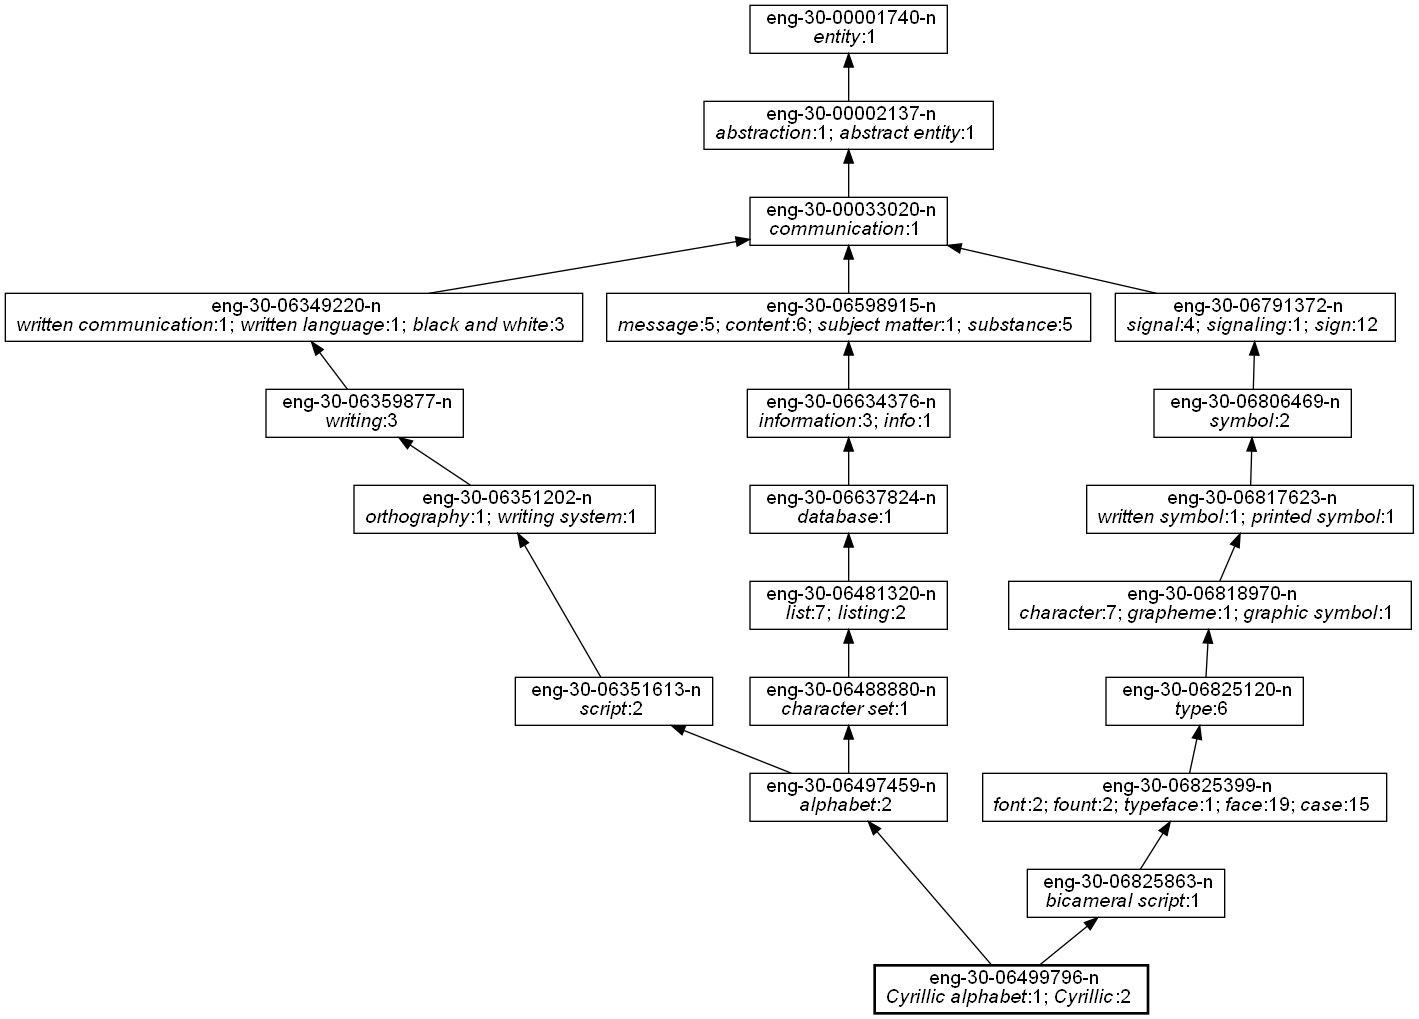 eng-30-00001740-n
entity:1
eng-30-00002137-n
abstraction:1; abstract entity:1
eng-30-00033020-n
communication:1
eng-30-06349220-n
written communication:1; written language:1; black and white:3
eng-30-06598915-n
message:5; content:6; subject matter:1; substance:5
eng-30-06791372-n
signal:4; signaling:1; sign:12
eng-30-06359877-n
writing:3
eng-30-06634376-n
information:3; info:1
eng-30-06806469-n
symbol:2
eng-30-06351202-n
orthography:1; writing system:1
eng-30-06637824-n
database:1
eng-30-06817623-n
written symbol:1; printed symbol:1
eng-30-06481320-n
list:7; listing:2
eng-30-06818970-n
character:7; grapheme:1; graphic symbol:1
eng-30-06351613-n
script:2
eng-30-06488880-n
character set:1
eng-30-06825120-n
type:6
eng-30-06497459-n
alphabet:2
eng-30-06825399-n
font:2; fount:2; typeface:1; face:19; case:15
eng-30-06825863-n
bicameral script:1
eng-30-06499796-n
Cyrillic alphabet:1; Cyrillic:2